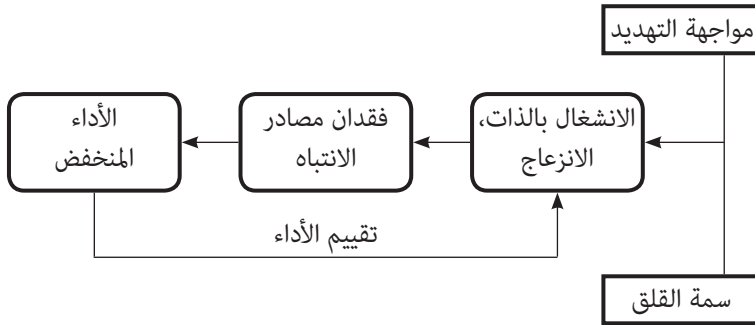 مواجهة التهديد
الانشغال بالذات،
الانزعاج
فقدان مصادر
الانتباه
الأداء
المنخفض
تقييم الأداء
سمة القلق